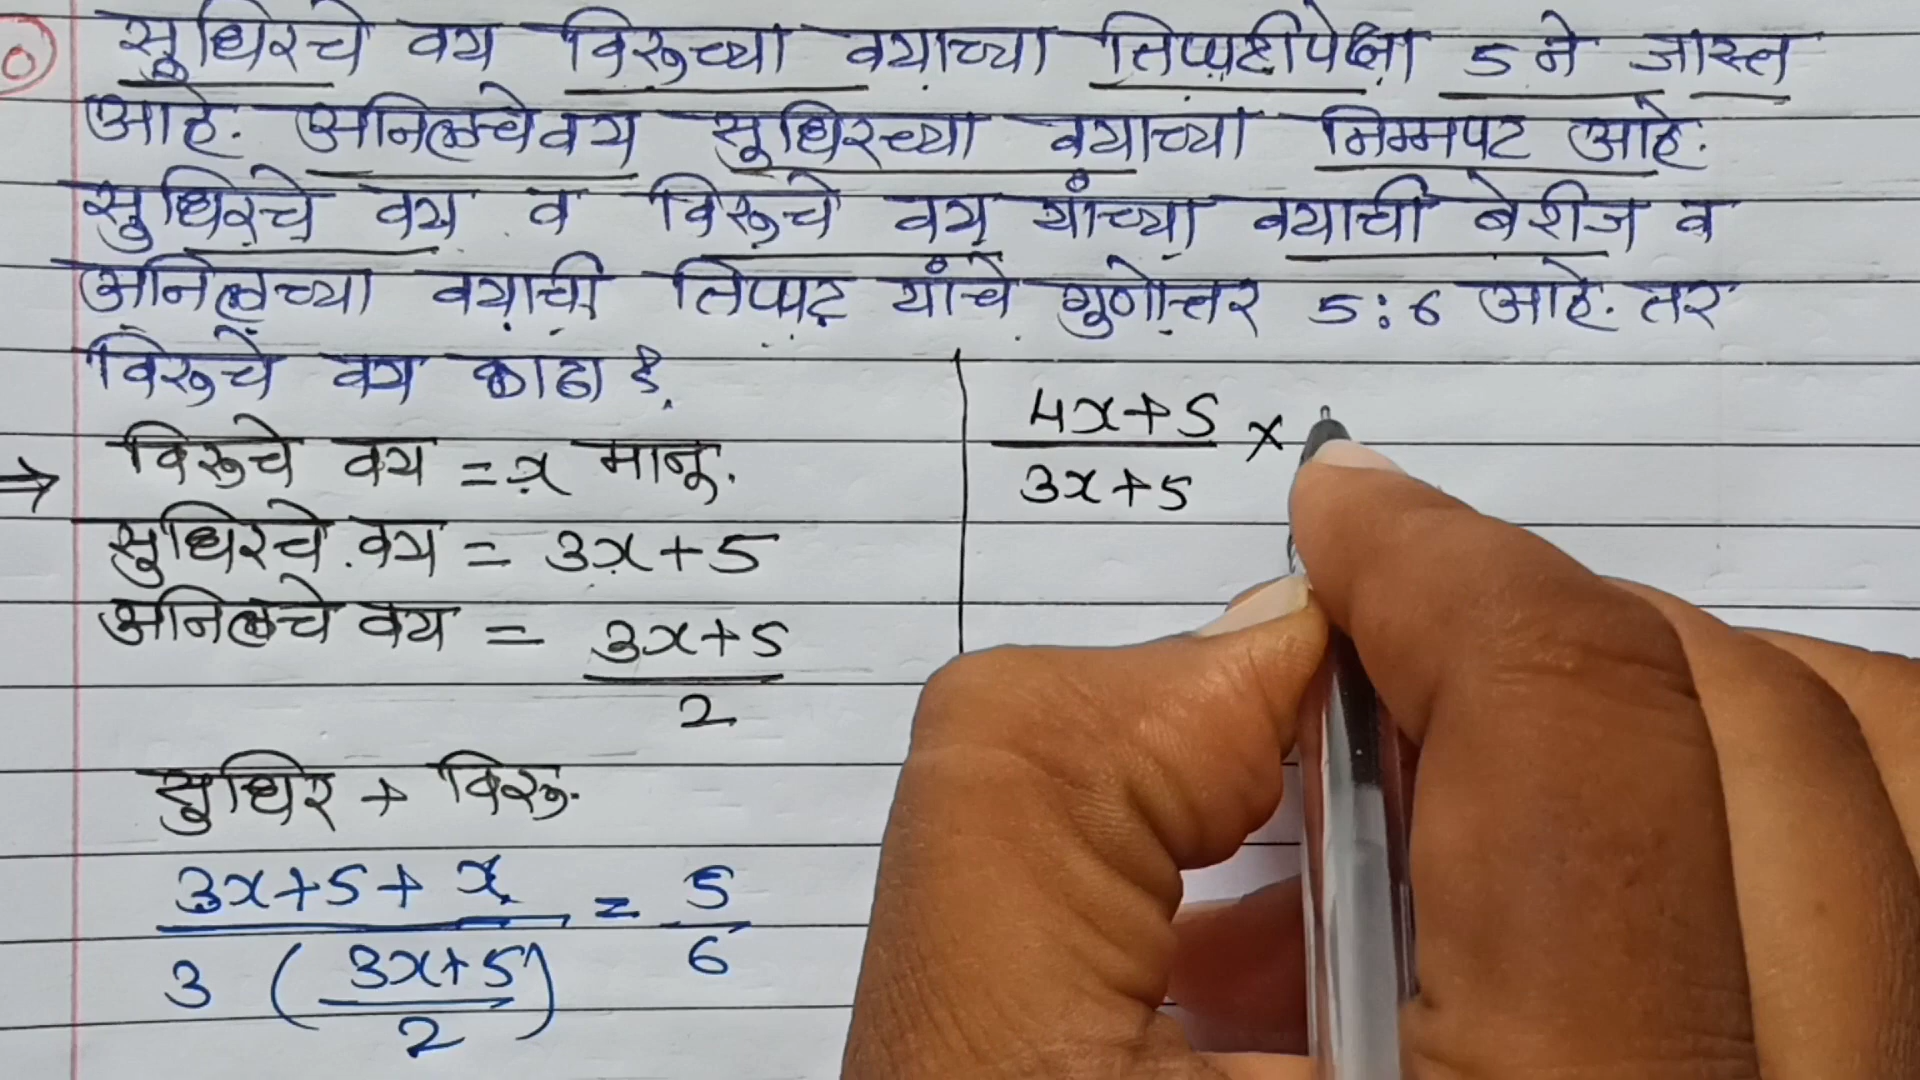 सुधिरचे वय विरुच्या वयाच्या तिप्पटीपेक्षा 5 ने जास्त
आहे. अनिलचे वय सुधिरच्या वयाच्या निम्मपट आहे.
सुधिरचे वय व विरुचे वय यांच्या वयाची बेरीज व
अनिलच्या वयाची तिप्पट यांचे गुणोत्तर 5:6 आहे. तर
विरुचे वय काढा ?
→ विरुचे वय = x मानू.
सुधिरचे वय = 3x+5
अनिलचे वय = 3x+5
2
सुधिर + विरु
3x+5+x = 5
3 (3x+5) 6
2
4x+5 ×
3x+5